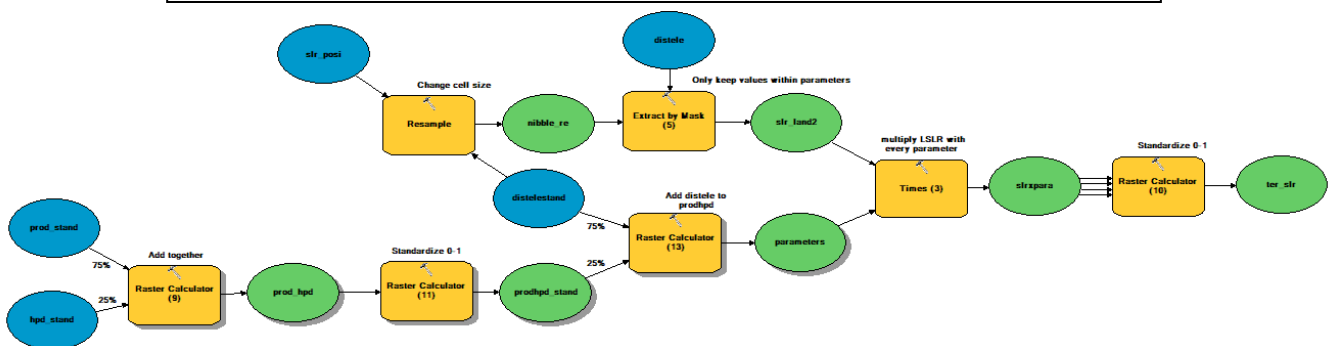 slr_posi
distele
Change cell size
Only keep values within parameters
Resample
nibble_re
Extract by Mask
(5)
slr_land2
multiply LSLR with
every parameter
Standardize 0-1
Times (3)
slrxpara
Raster Calculator
(10)
ter_slr
distelestand
Add distele to
prodhpd
75%
Raster Calculator
(13)
parameters
25%
prod_stand
75%
Add together
Standardize 0-1
Raster Calculator
(9)
prod_hpd
Raster Calculator
(11)
prodhpd_stand
25%
hpd_stand